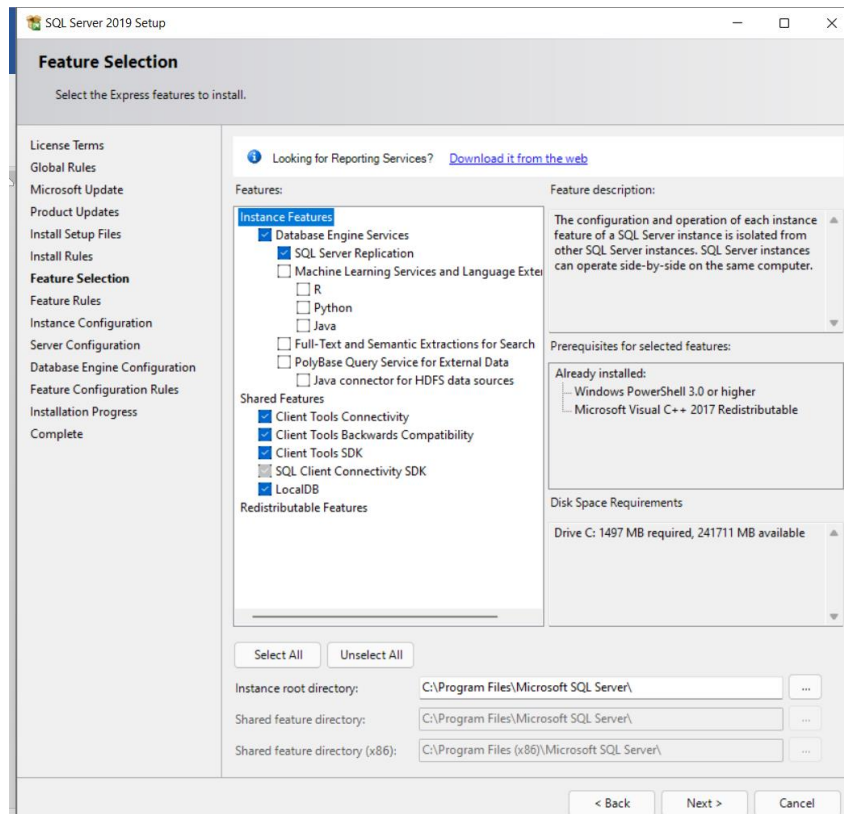 SQL Server 2019 Setup
Feature Selection
Select the Express features to install.
License Terms
Global Rules
Microsoft Update
Product Updates
Install Setup Files
Install Rules
Feature Selection
Feature Rules
Instance Configuration
Server Configuration
Database Engine Configuration
Feature Configuration Rules
Installation Progress
Complete
Looking for Reporting Services? Download it from the web
Features:
Instance Features
Database Engine Services
SQL Server Replication
Machine Learning Services and Language Exter
R
Python
Java
Full-Text and Semantic Extractions for Search
PolyBase Query Service for External Data
Java connector for HDFS data sources
Shared Features
Client Tools Connectivity
Client Tools Backwards Compatibility
Client Tools SDK
SQL Client Connectivity SDK
LocalDB
Redistributable Features
Feature description:
The configuration and operation of each instance
feature of a SQL Server instance is isolated from
other SQL Server instances. SQL Server instances
can operate side-by-side on the same computer.
Prerequisites for selected features:
Already installed:
Windows PowerShell 3.0 or higher
Microsoft Visual C++ 2017 Redistributable
Disk Space Requirements
Drive C: 1497 MB required, 241711 MB available
Select All
Unselect All
Instance root directory: C:\Program Files\Microsoft SQL Server\ ...
Shared feature directory: C:\Program Files\Microsoft SQL Server\ ...
Shared feature directory (x86): C:\Program Files (x86)\Microsoft SQL Server\ ...
< Back
Next >
Cancel